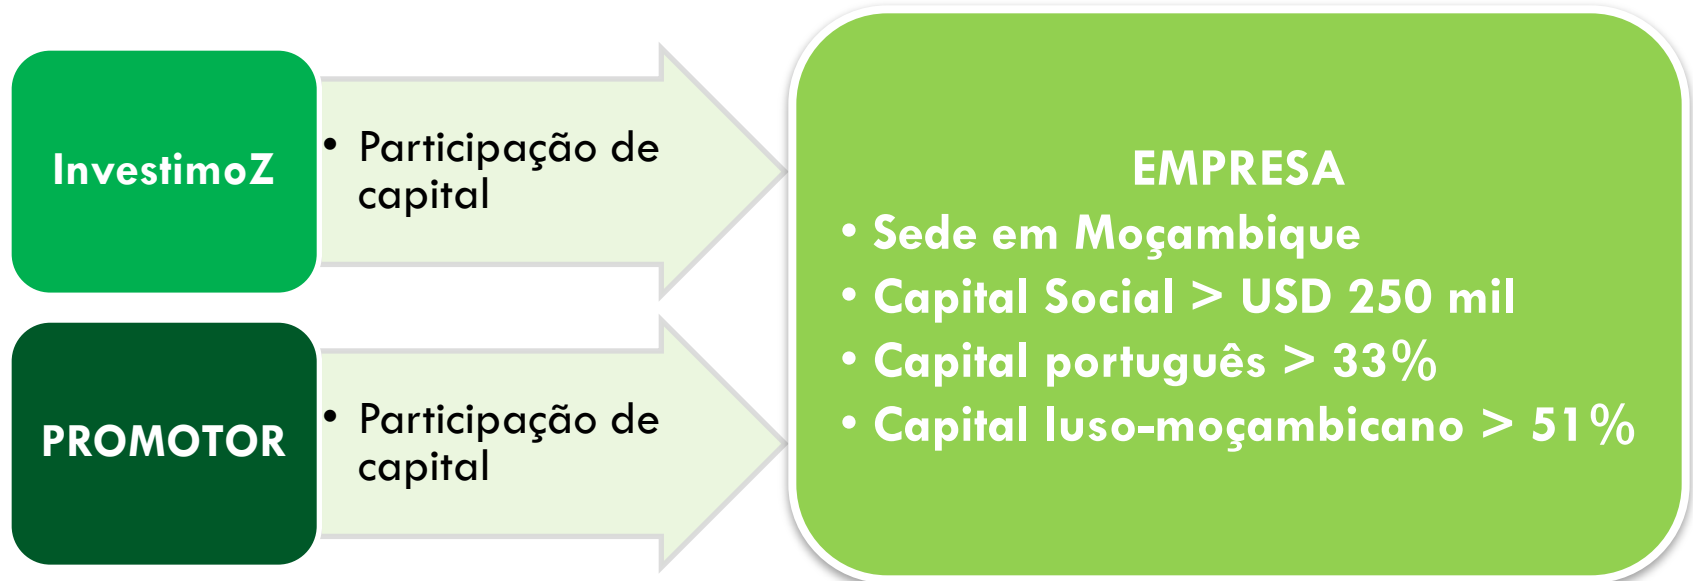 InvestimoZ
• Participação de
capital
PROMOTOR
• Participação de
capital
EMPRESA
• Sede em Moçambique
• Capital Social > USD 250 mil
• Capital português > 33%
• Capital luso-moçambicano > 51%